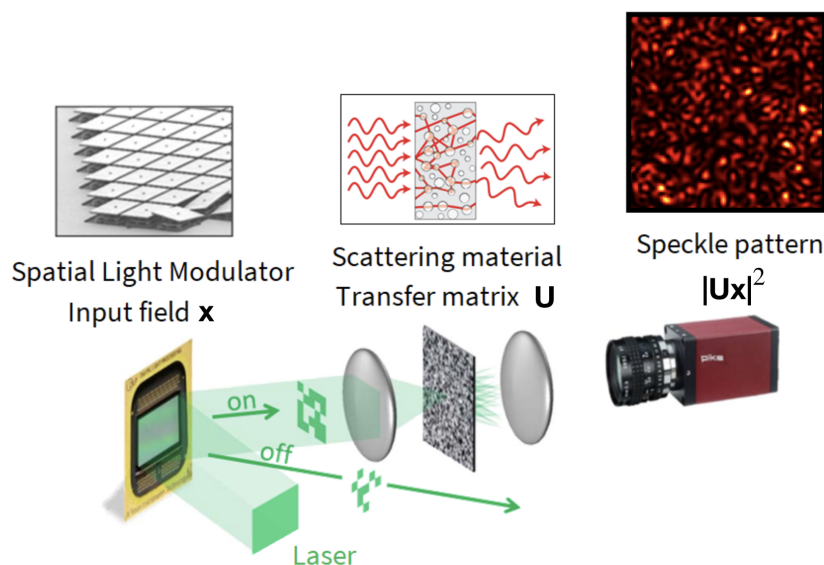 Spatial Light Modulator
Input field x
Scattering material
Transfer matrix U
Speckle pattern
|Ux|²
pike
on
off
Laser